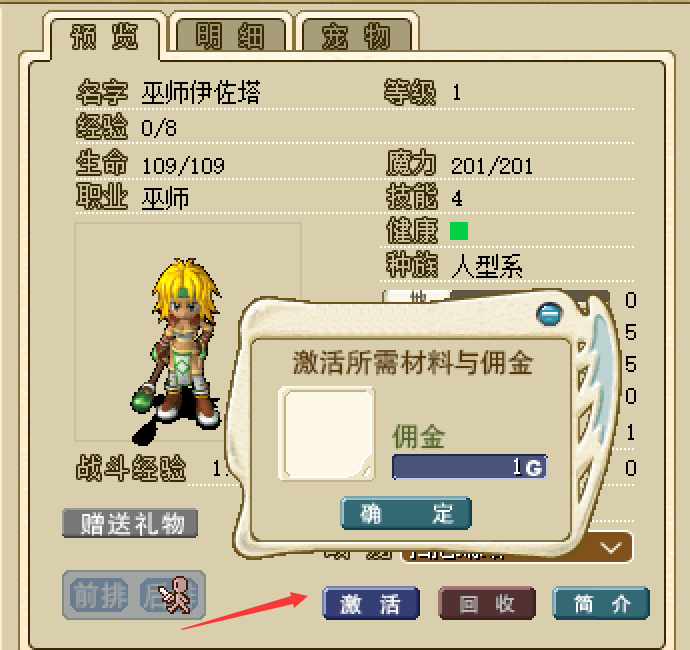 预览 明细 宠物
名字 巫师伊佐塔 等级 1
经验 0/8
生命 109/109 魔力 201/201
职业 巫师 技能 4
健康
种族 人型系
地 0
5
5
0
1
0
激活所需材料与佣金
佣金
1G
确 定
战斗经验 1
赠送礼物
前排 后
激活 回收 简介